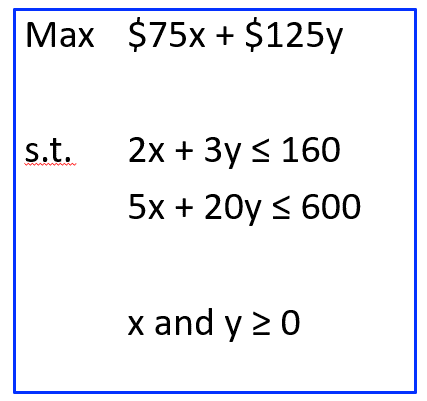 Max $75x + $125y
s.t. 2x + 3y ≤ 160
5x + 20y ≤ 600
x and y ≥ 0